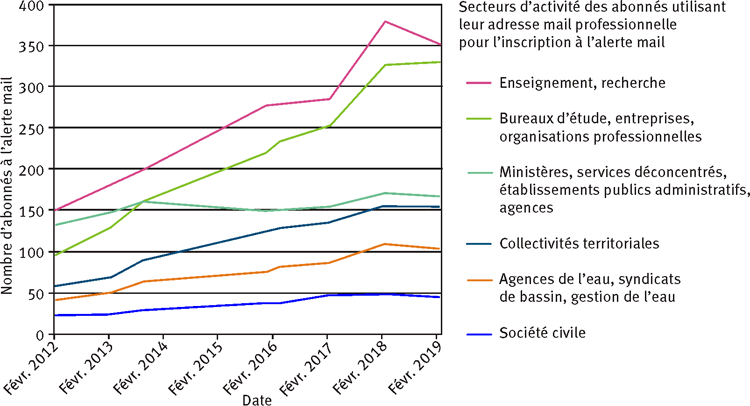 Secteurs d'activité des abonnés utilisant
leur adresse mail professionnelle
pour l'inscription à l'alerte mail
Nombre d'abonnés à l'alerte mail
400
350
300
250
200
150
100
50
0
Févr. 2012
Févr. 2013
Févr. 2014
Févr. 2015
Févr. 2016
Févr. 2017
Févr. 2018
Févr. 2019
Date
Enseignement, recherche
Bureaux d'étude, entreprises,
organisations professionnelles
Ministères, services déconcentrés,
établissements publics administratifs,
agences
Collectivités territoriales
Agences de l'eau, syndicats
de bassin, gestion de l'eau
Société civile